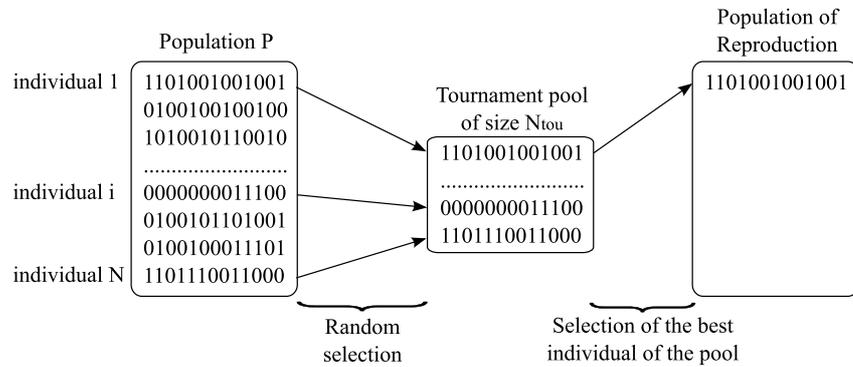 Population P
individual 1
1101001001001
0100100100100
1010010110010
..........................
individual i
0000000011100
0100101101001
0100100011101
individual N
1101110011000
Random
selection
Tournament pool
of size Ntou
1101001001001
..........................
0000000011100
1101110011000
Selection of the best
individual of the pool
Population of
Reproduction
1101001001001